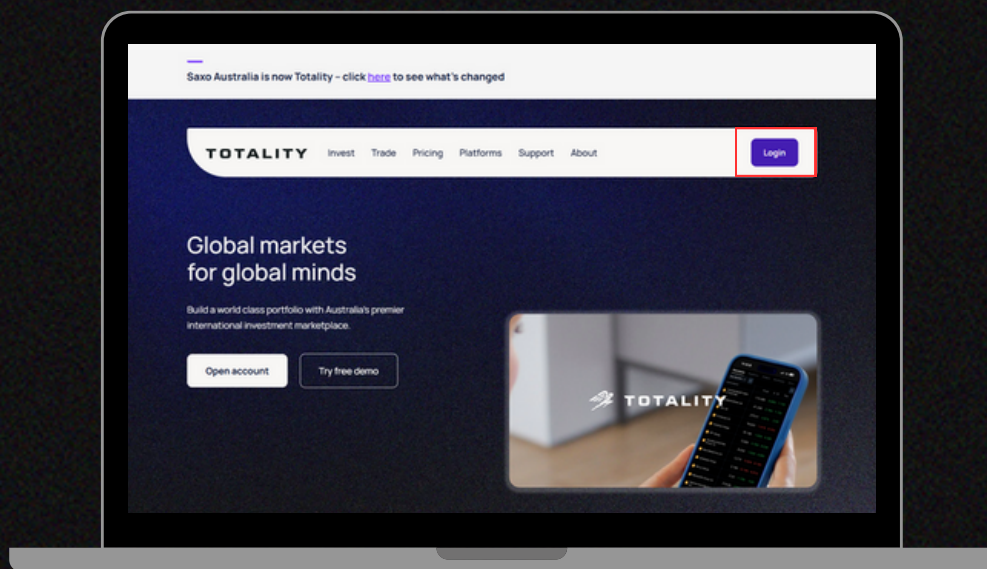 Saxo Australia is now Totality – click here to see what's changed
TOTALITY Invest Trade Pricing Platforms Support About Login
Global markets
for global minds
Build a world class portfolio with Australia's premier
international investment marketplace.
Open account Try free demo
TOTALITY